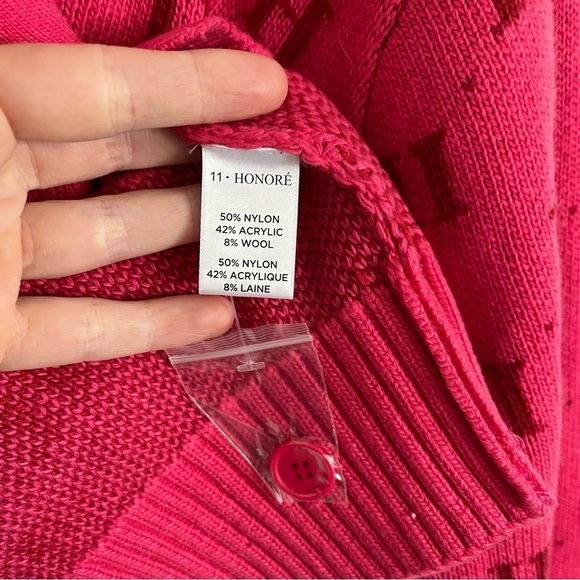 11 · HONORÉ
50% NYLON
42% ACRYLIC
8% WOOL
50% NYLON
42% ACRYLIQUE
8% LAINE